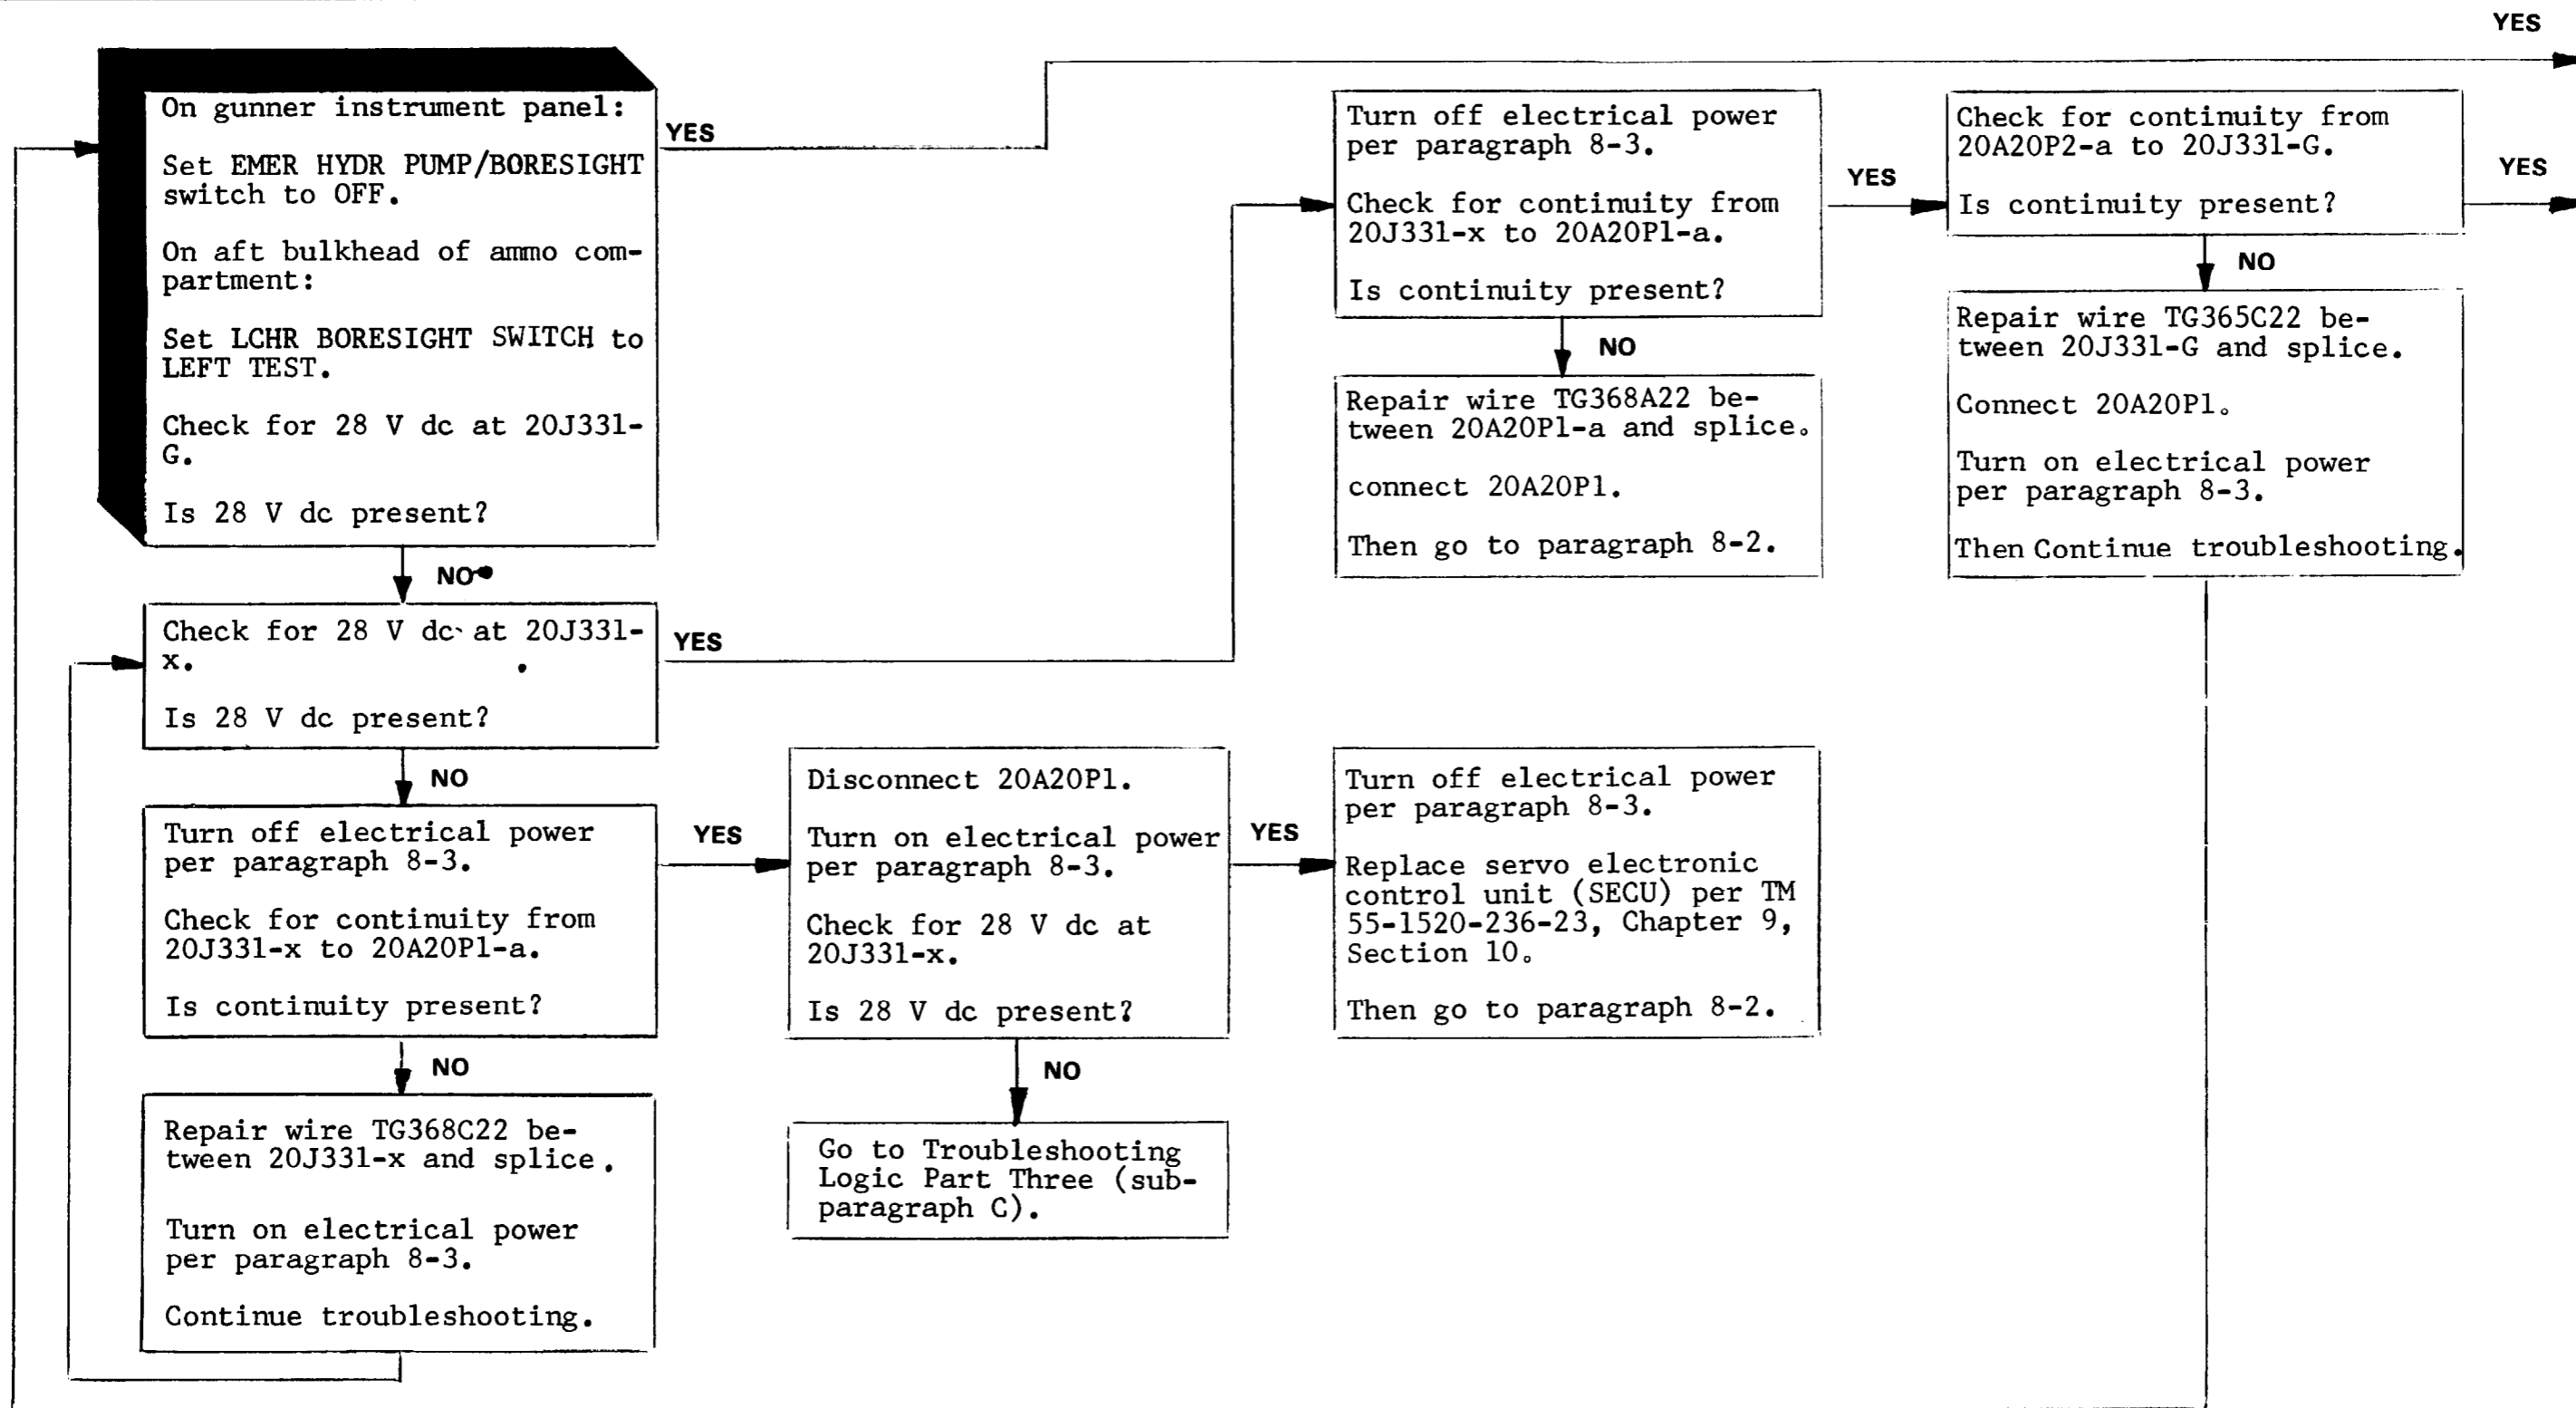 YES
On gunner instrument panel:
Set EMER HYDR PUMP/BORESIGHT
switch to OFF.
On aft bulkhead of ammo com-
partment:
Set LCHR BORESIGHT SWITCH to
LEFT TEST.
Check for 28 V dc at 20J331-
G.
Is 28 V dc present?
YES
NO
Check for 28 V dc at 20J331-
x.
Is 28 V dc present?
YES
NO
Turn off electrical power
per paragraph 8-3.
Check for continuity from
20J331-x to 20A20P1-a.
Is continuity present?
YES
NO
Repair wire TG368C22 be-
tween 20J331-x and splice.
Turn on electrical power
per paragraph 8-3.
Continue troubleshooting.
Disconnect 20A20P1.
Turn on electrical power
per paragraph 8-3.
Check for 28 V dc at
20J331-x.
Is 28 V dc present?
YES
NO
Go to Troubleshooting
Logic Part Three (sub-
paragraph C).
Turn off electrical power
per paragraph 8-3.
Replace servo electronic
control unit (SECU) per TM
55-1520-236-23, Chapter 9,
Section 10.
Then go to paragraph 8-2.
Turn off electrical power
per paragraph 8-3.
Check for continuity from
20J331-x to 20A20P1-a.
Is continuity present?
YES
NO
Repair wire TG368A22 be-
tween 20A20P1-a and splice.
connect 20A20P1.
Then go to paragraph 8-2.
Check for continuity from
20A20P2-a to 20J331-G.
Is continuity present?
YES
NO
Repair wire TG365C22 be-
tween 20J331-G and splice.
Connect 20A20P1.
Turn on electrical power
per paragraph 8-3.
Then Continue troubleshooting.